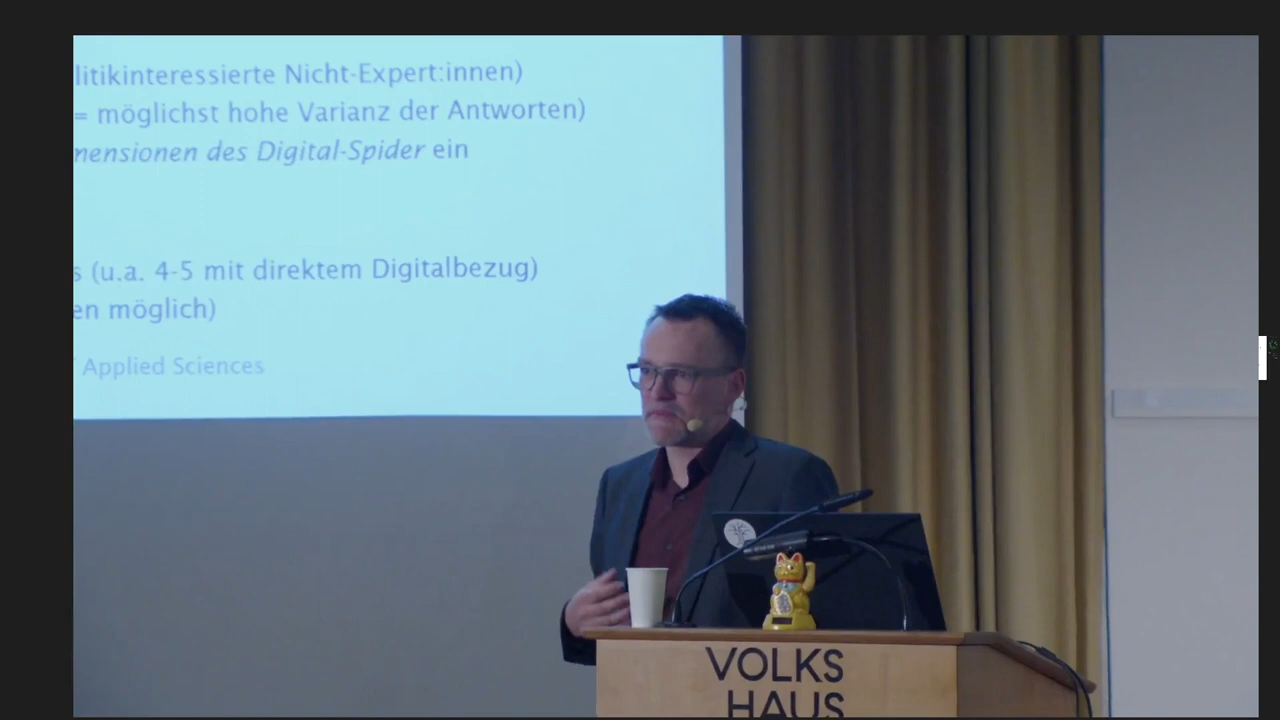 litikinteressierte Nicht-Expert:innen)
= möglichst hohe Varianz der Antworten)
mensionen des Digital-Spider ein
s (u.a. 4-5 mit direktem Digitalbezug)
en möglich)
Applied Sciences
VOLKS
HAUS